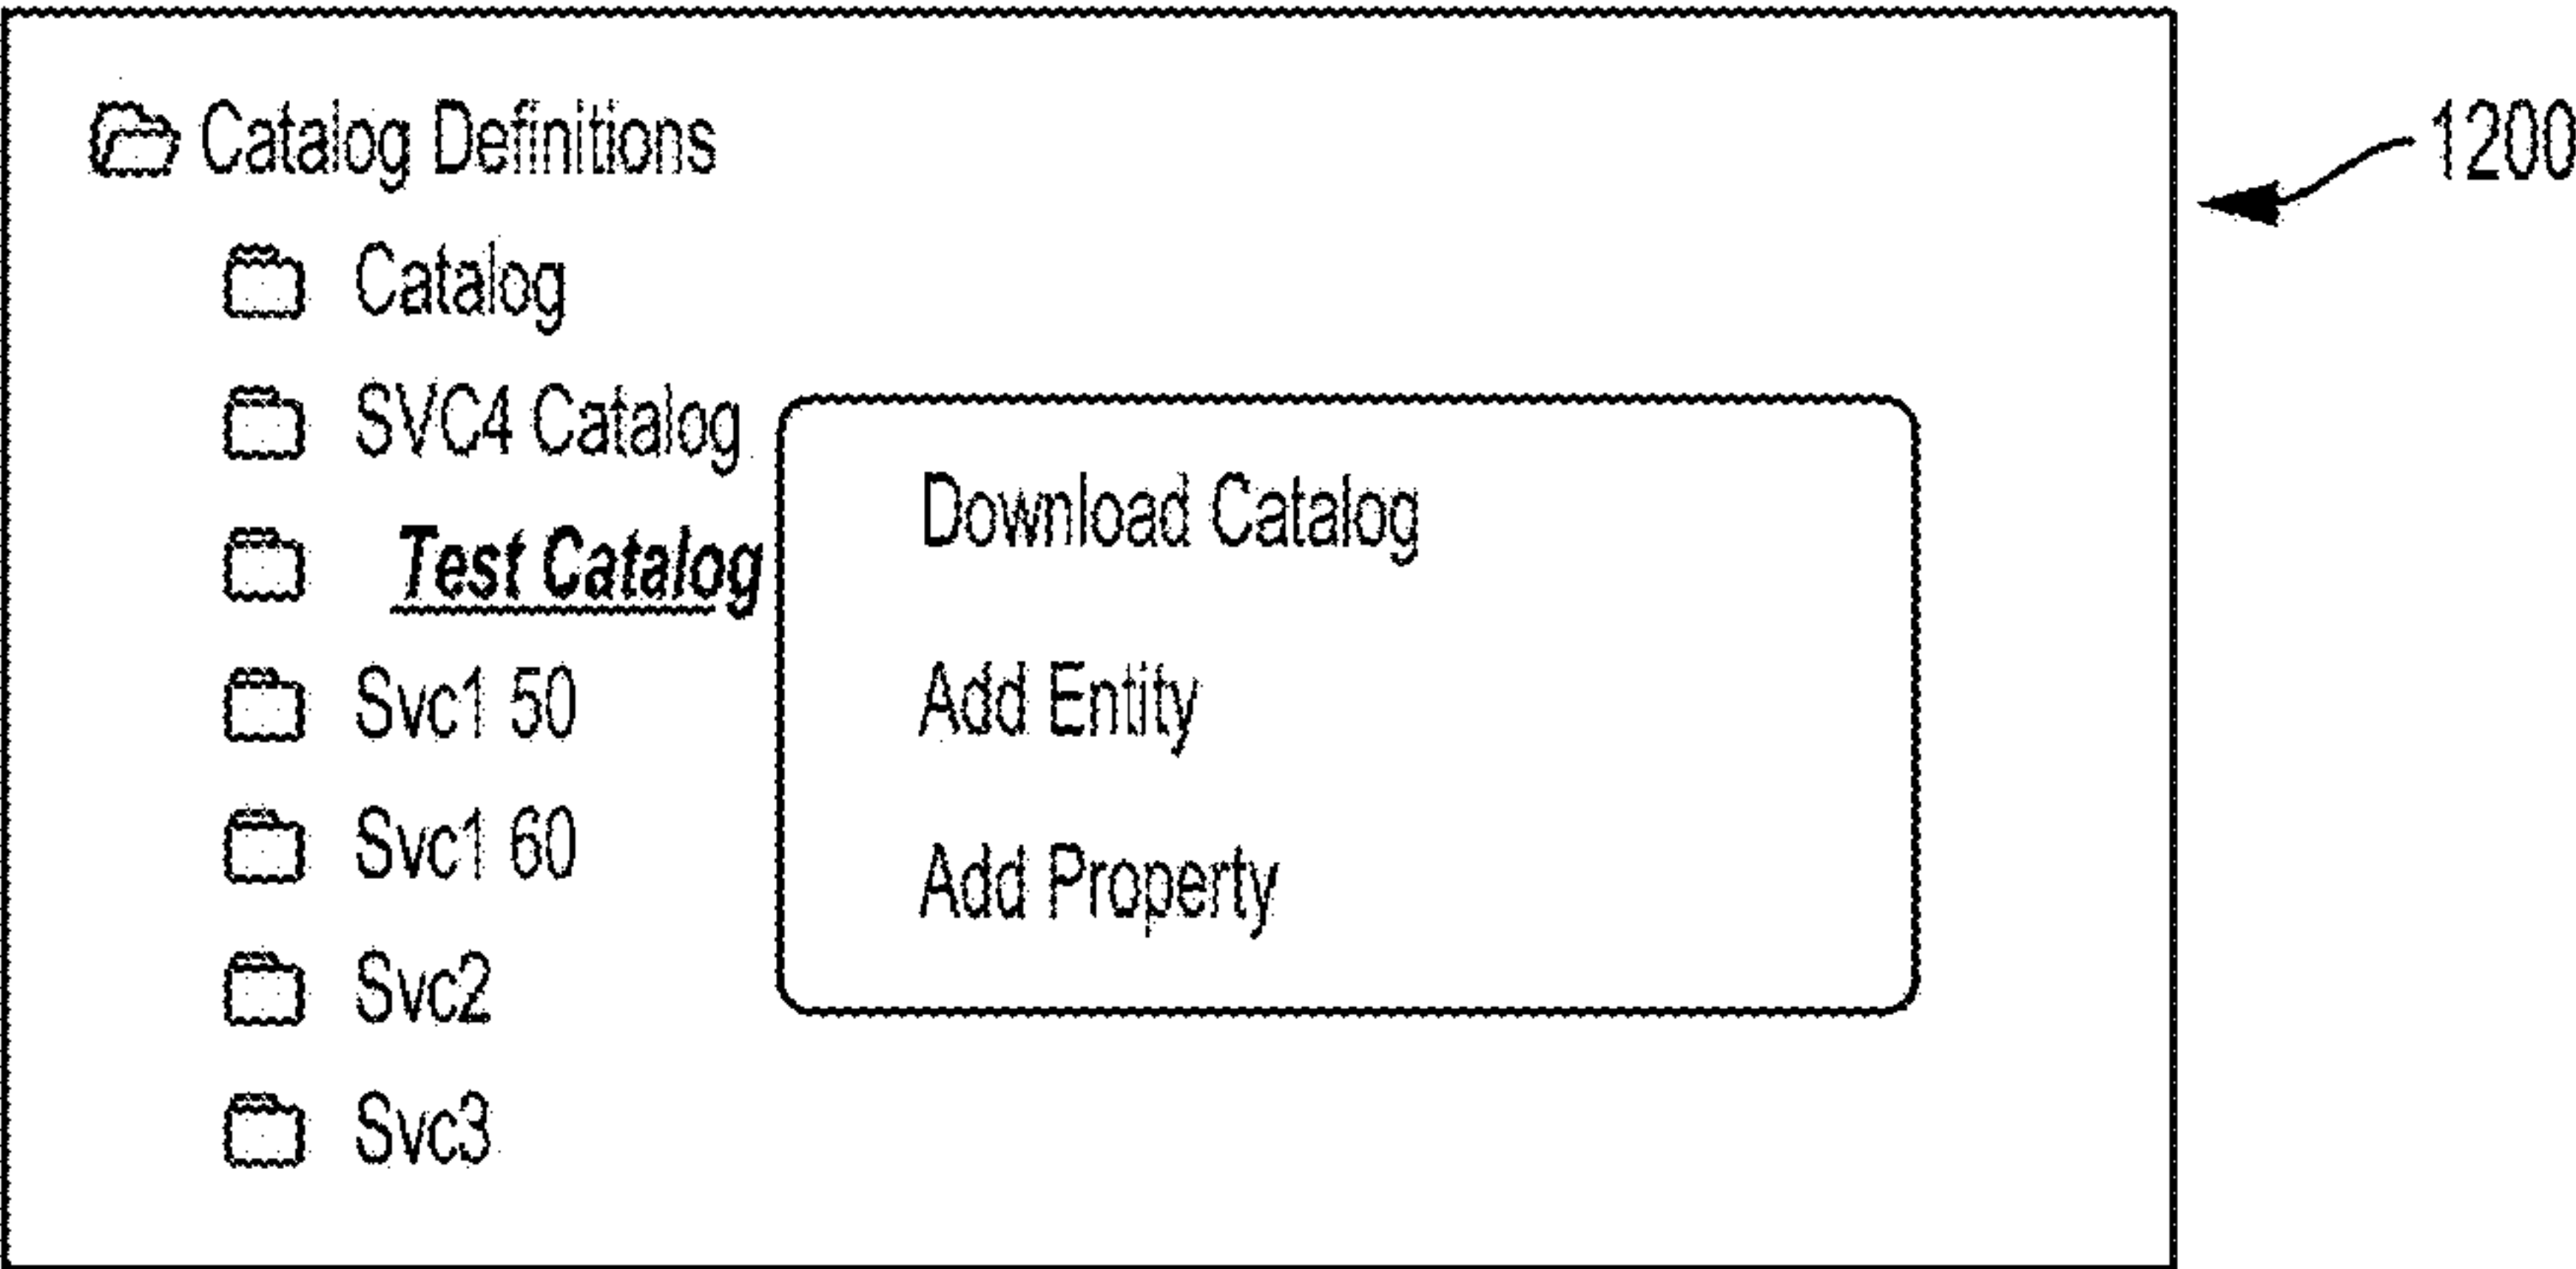 Catalog Definitions
1200
Catalog
SVC4 Catalog
Test Catalog
Svc1 50
Svc1 60
Svc2
Svc3
Download Catalog
Add Entity
Add Property